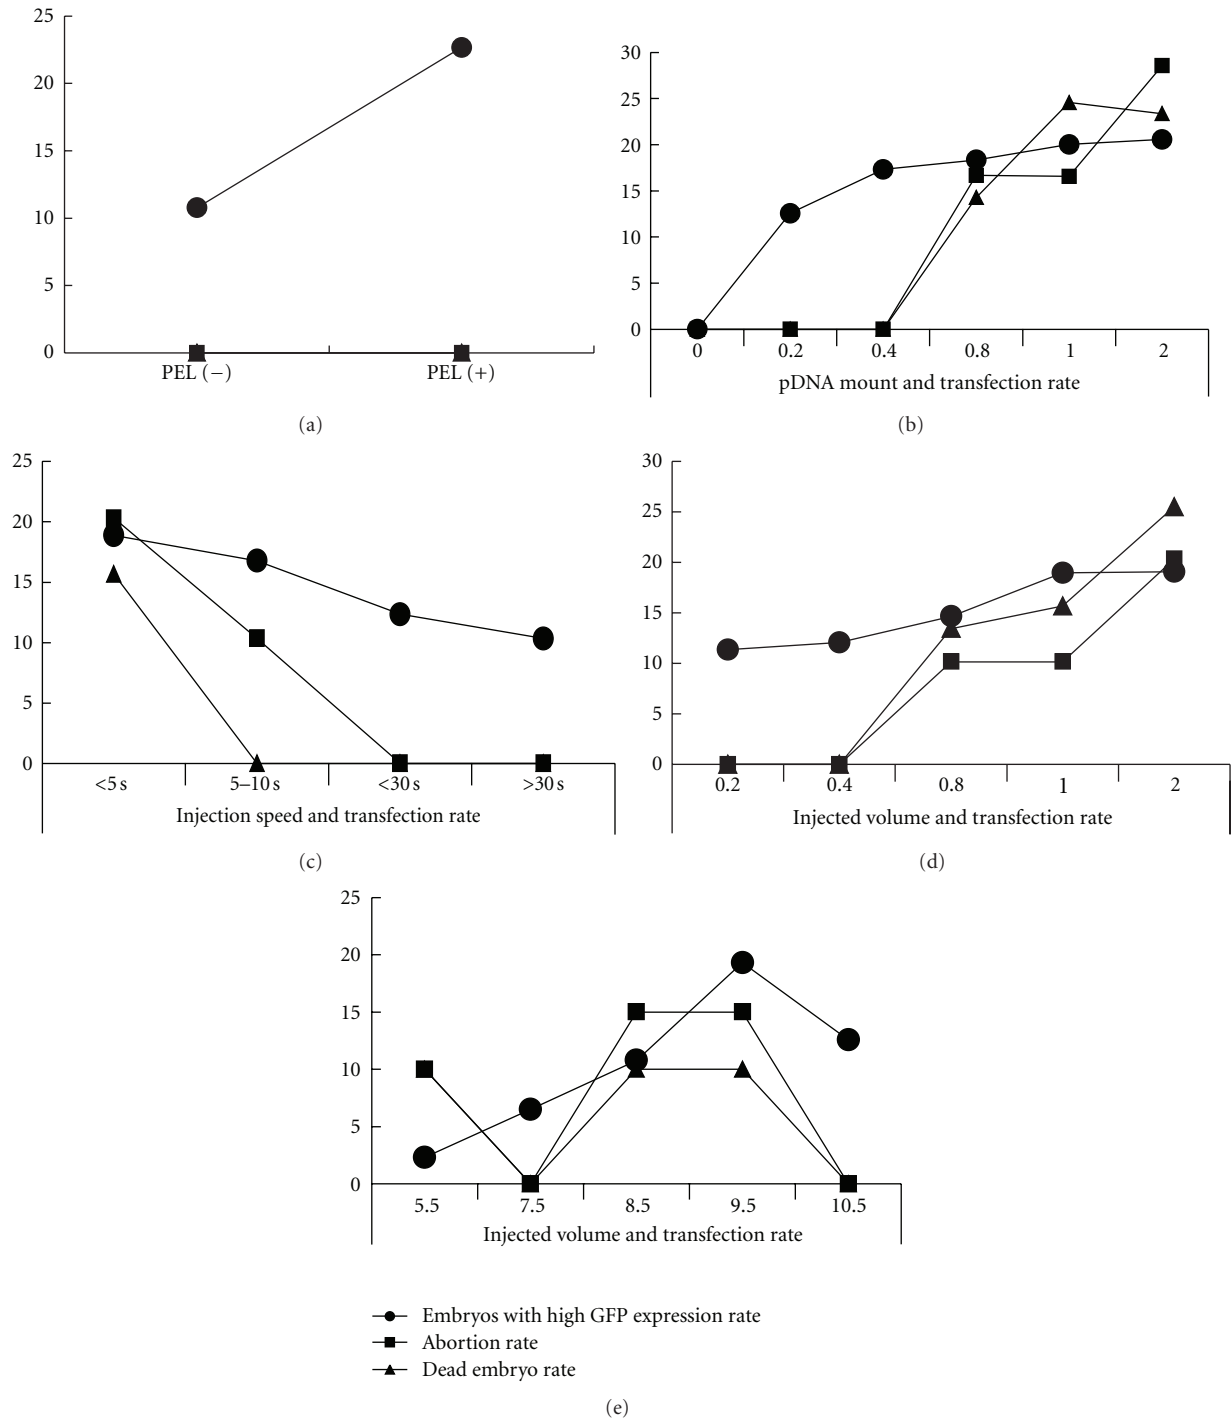 25
20
15
10
5
0
PEL (−) PEL (+)
(a)
30
25
20
15
10
5
0
0 0.2 0.4 0.8 1 2
pDNA mount and transfection rate
(b)
25
20
15
10
5
0
<5 s 5–10 s <30 s >30 s
Injection speed and transfection rate
(c)
30
25
20
15
10
5
0
0.2 0.4 0.8 1 2
Injected volume and transfection rate
(d)
25
20
15
10
5
0
5.5 7.5 8.5 9.5 10.5
Injected volume and transfection rate
Embryos with high GFP expression rate
Abortion rate
Dead embryo rate
(e)